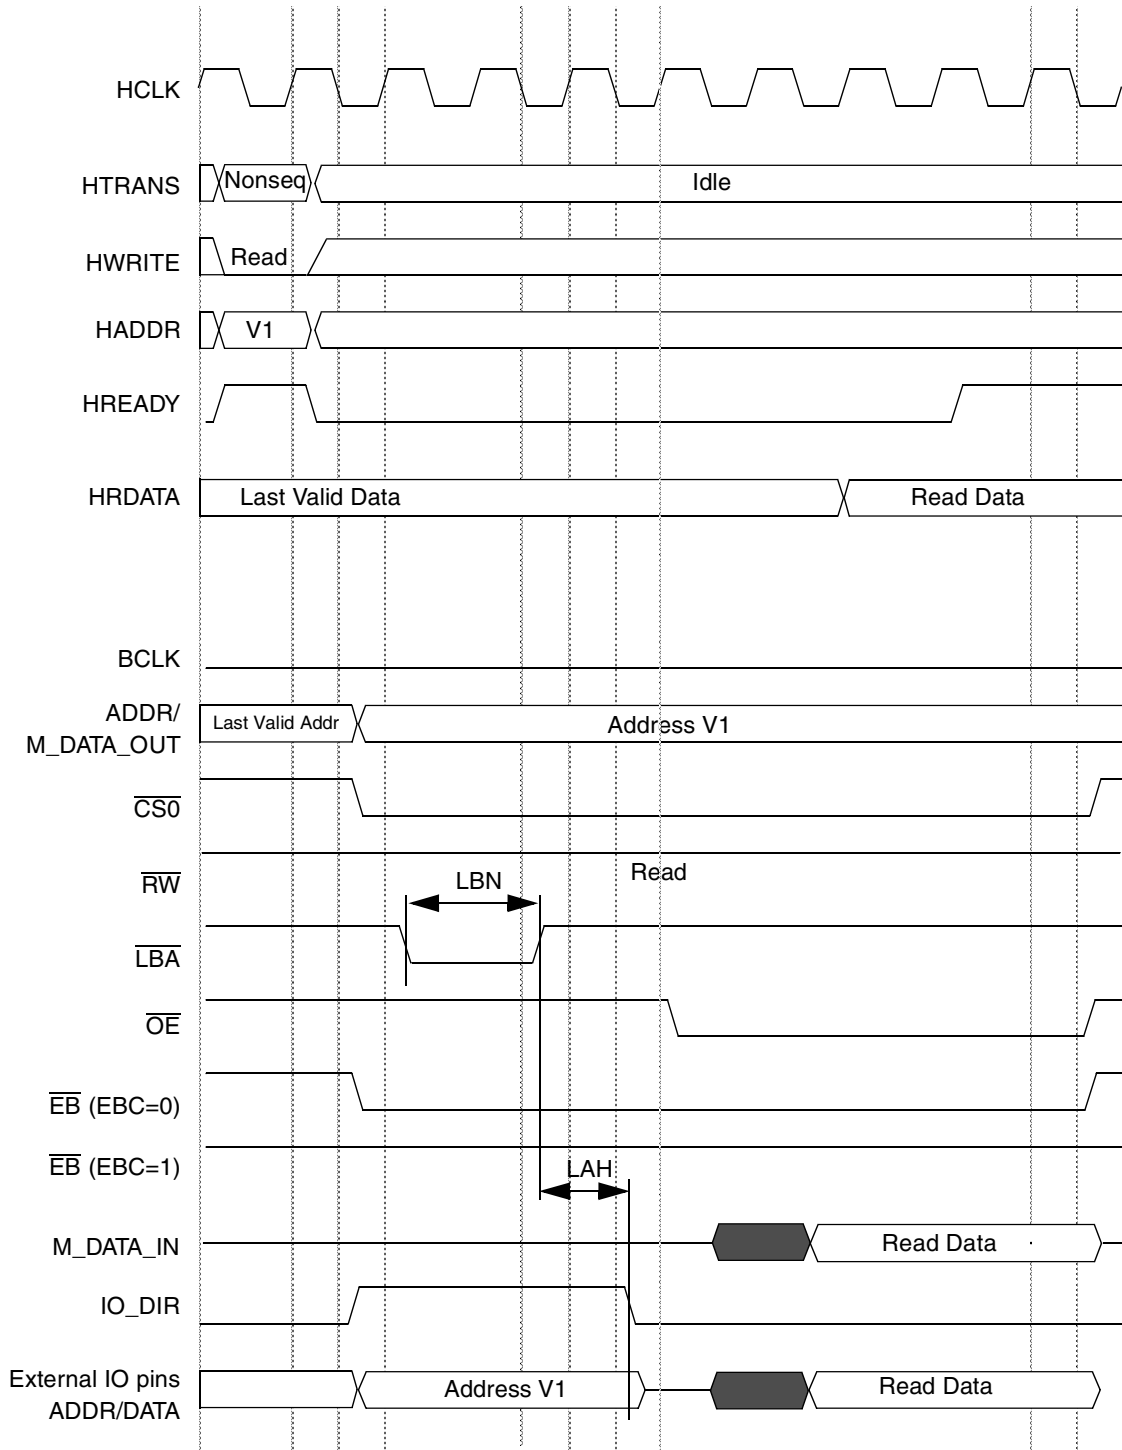 HCLK
HTRANS Nonseq Idle
HWRITE Read
HADDR V1
HREADY
HRDATA Last Valid Data Read Data
BCLK
ADDR/
M_DATA_OUT Last Valid Addr Address V1
CS0
RW Read
LBN
LBA
OE
EB (EBC=0)
EB (EBC=1)
LAH
M_DATA_IN Read Data
IO_DIR
External IO pins
ADDR/DATA Address V1 Read Data